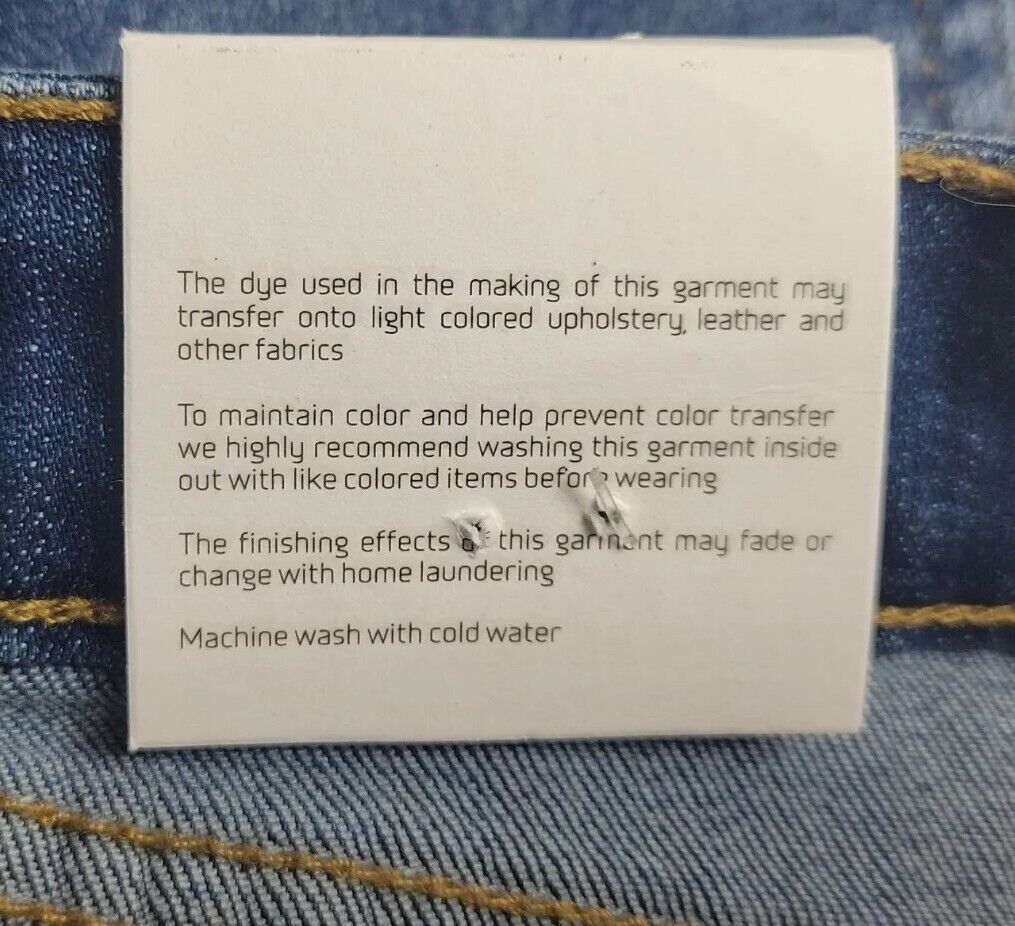 The dye used in the making of this garment may
transfer onto light colored upholstery, leather and
other fabrics
To maintain color and help prevent color transfer
we highly recommend washing this garment inside
out with like colored items before wearing
The finishing effects of this garment may fade or
change with home laundering
Machine wash with cold water